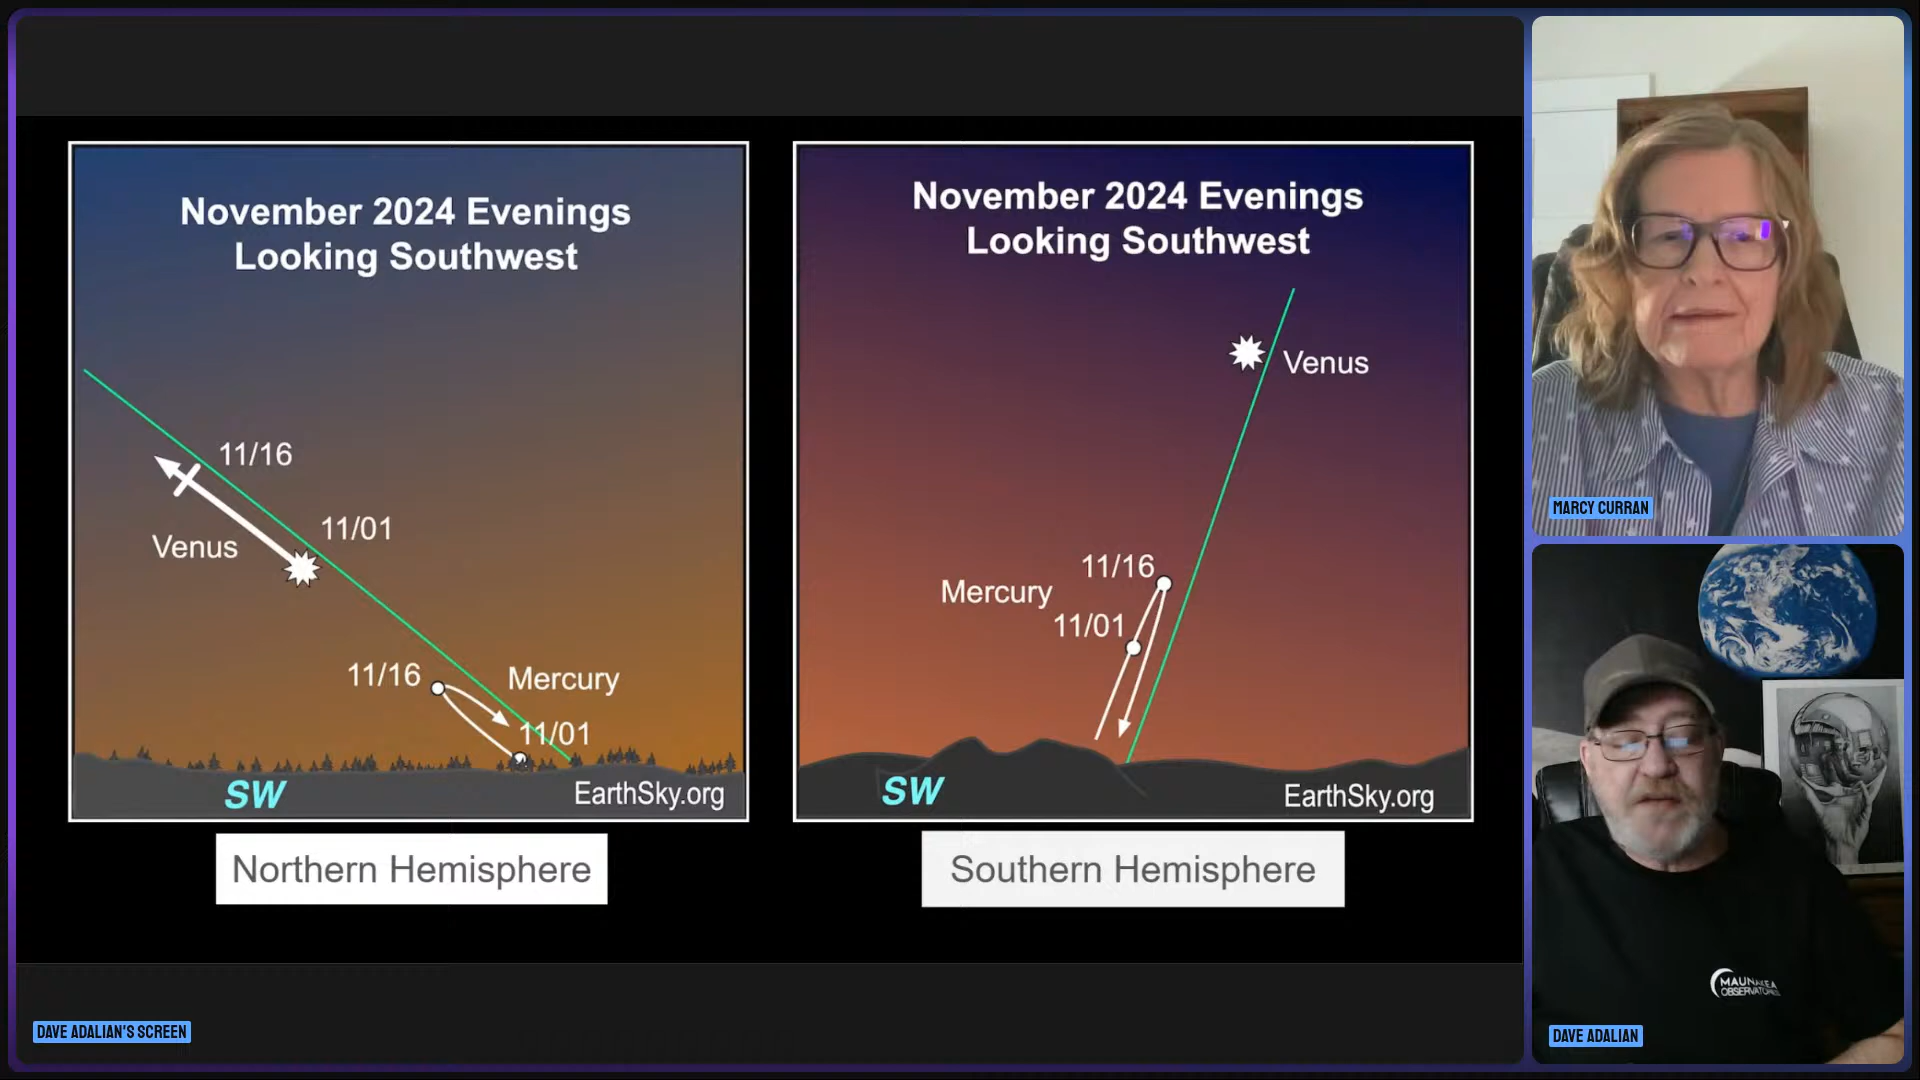 November 2024 Evenings
Looking Southwest
11/16
11/01
Venus
11/16
Mercury
11/01
SW
EarthSky.org
Northern Hemisphere
November 2024 Evenings
Looking Southwest
Venus
11/16
Mercury
11/01
SW
EarthSky.org
Southern Hemisphere
DAVE ADALIAN'S SCREEN
MARCY CURRAN
MAUNAKEA
OBSERVATORIES
DAVE ADALIAN